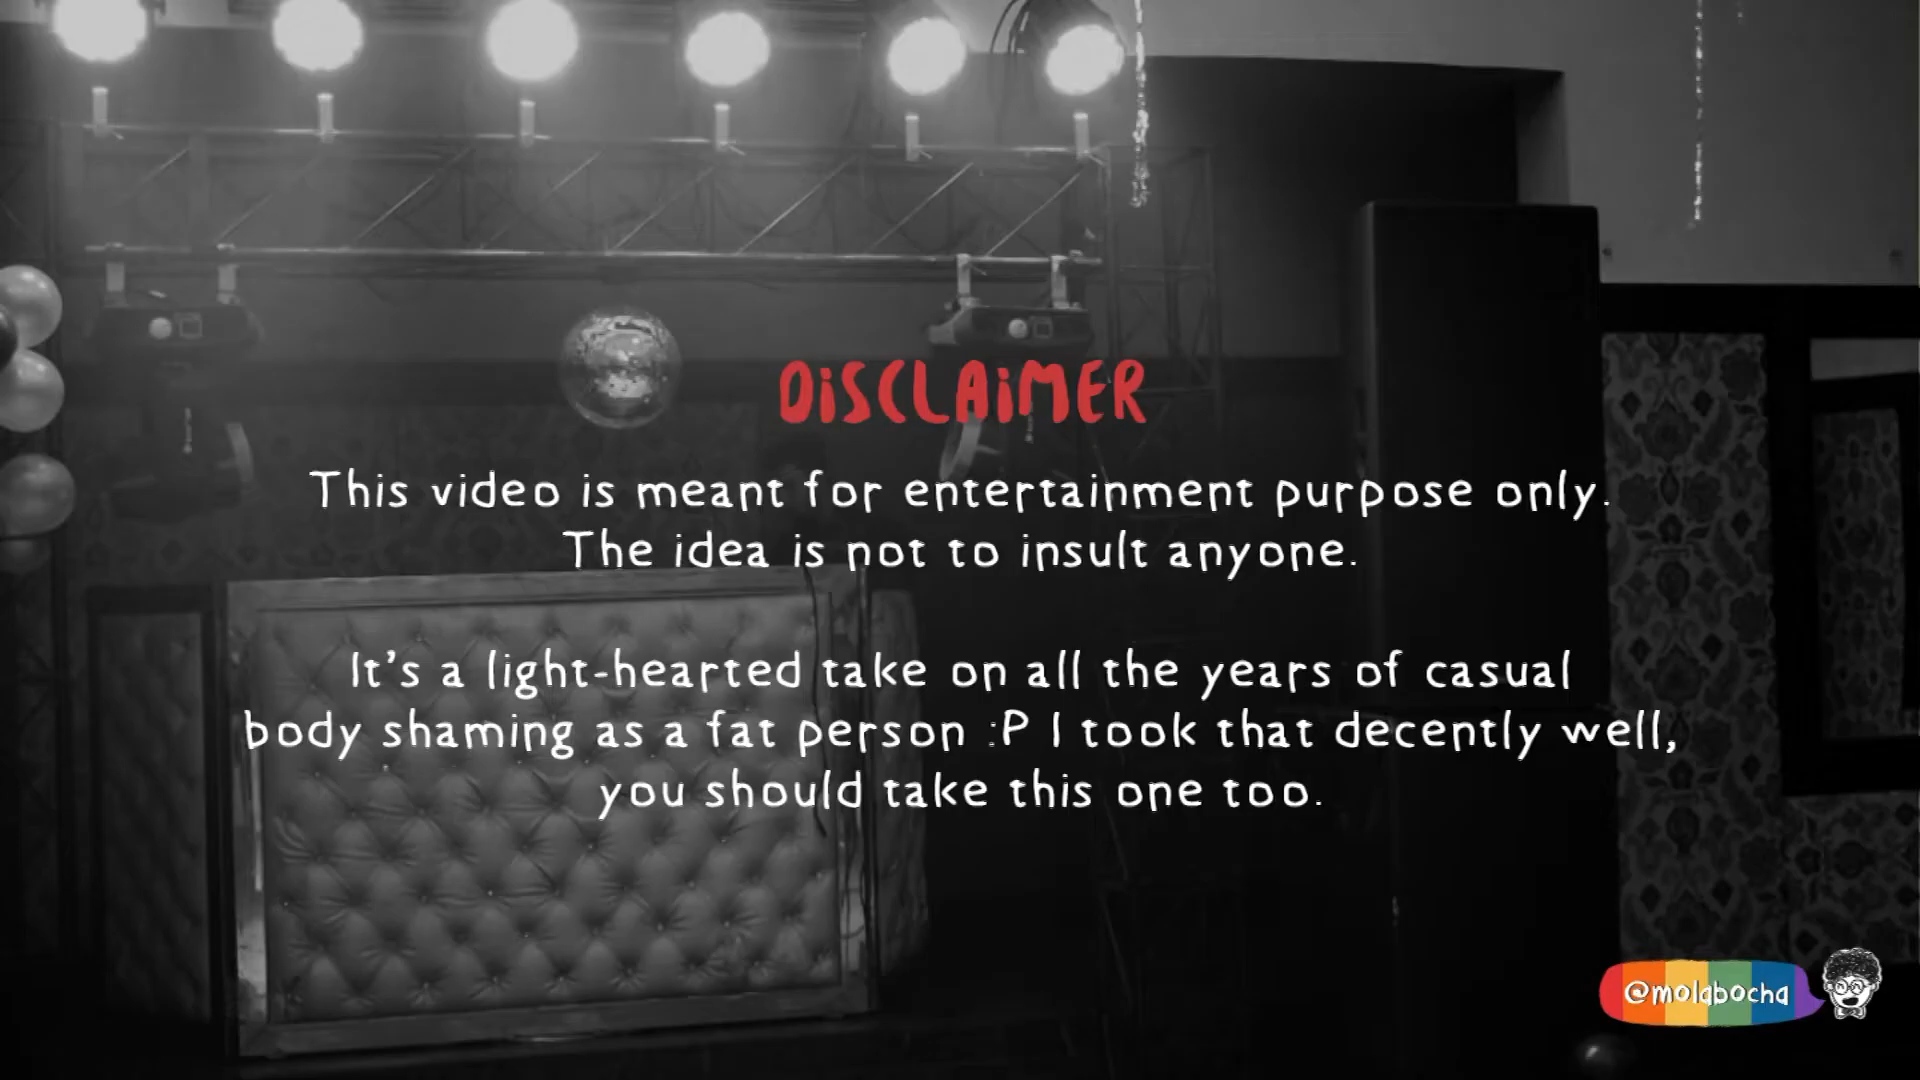 DiSCLAiMER
This video is meant for entertainment purpose only.
The idea is not to insult anyone.
It's a light-hearted take on all the years of casual
body shaming as a fat person :P I took that decently well,
you should take this one too.
@molabocha